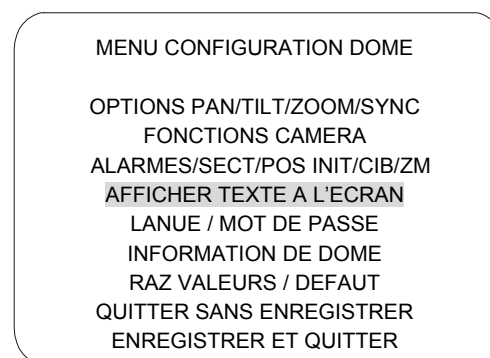 MENU CONFIGURATION DOME
OPTIONS PAN/TILT/ZOOM/SYNC
FONCTIONS CAMERA
ALARMES/SECT/POS INIT/CIB/ZM
AFFICHER TEXTE A L'ECRAN
LANUE / MOT DE PASSE
INFORMATION DE DOME
RAZ VALEURS / DEFAUT
QUITTER SANS ENREGISTRER
ENREGISTRER ET QUITTER